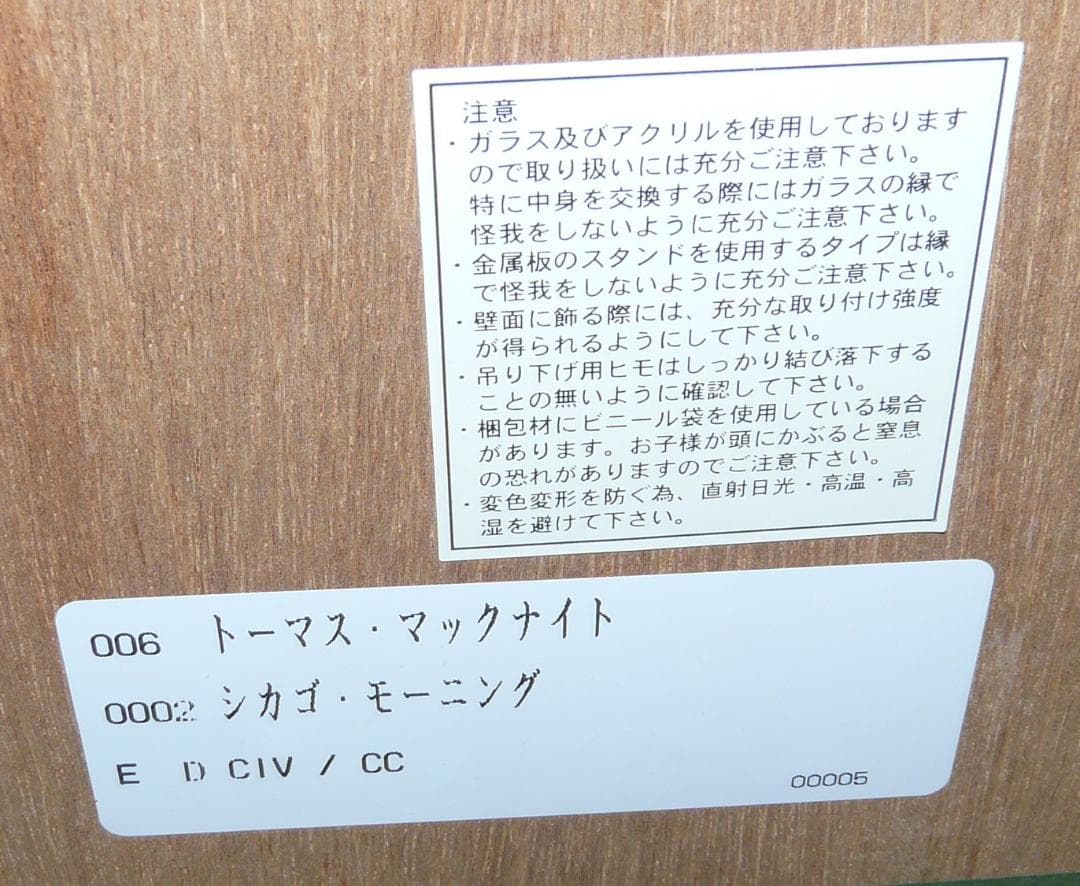 注意
・ガラス及びアクリルを使用しております
ので取り扱いには充分ご注意下さい。
特に中身を交換する際にはガラスの縁で
怪我をしないように充分ご注意下さい。
・金属板のスタンドを使用するタイプは縁
で怪我をしないように充分ご注意下さい。
・壁面に飾る際には、充分な取り付け強度
が得られるようにして下さい。
・吊り下げ用ヒモはしっかり結び落下する
ことの無いように確認して下さい。
・梱包材にビニール袋を使用している場合
があります。お子様が頭にかぶると窒息
の恐れがありますのでご注意下さい。
・変色変形を防ぐ為、直射日光・高温・高
湿を避けて下さい。
006 トーマス・マックナイト
0002 シカゴ・モーニング
E D CIV / CC
00005